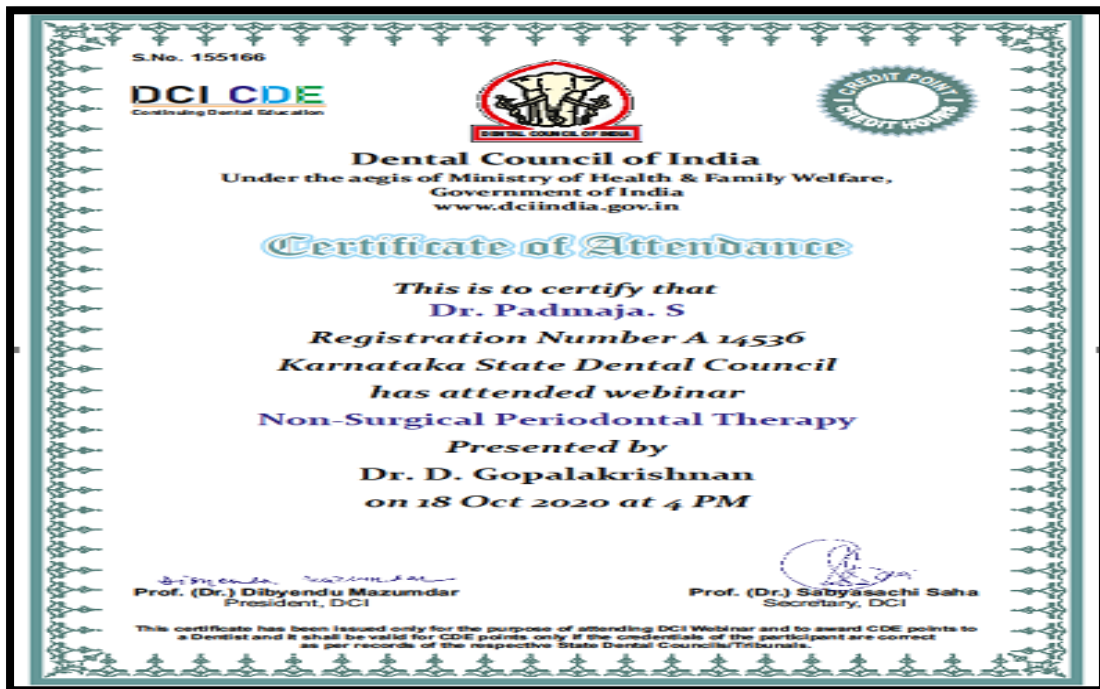 S.No. 155166
DCI CDE
Continuing Dental Education
DENTAL COUNCIL OF INDIA
CREDIT POINT
CREDIT HOURS
Dental Council of India
Under the aegis of Ministry of Health & Family Welfare,
Government of India
www.dciindia.gov.in
Certificate of Attendance
This is to certify that
Dr. Padmaja. S
Registration Number A 14536
Karnataka State Dental Council
has attended webinar
Non-Surgical Periodontal Therapy
Presented by
Dr. D. Gopalakrishnan
on 18 Oct 2020 at 4 PM
Dibyendu Mazumdar
Prof. (Dr.) Dibyendu Mazumdar
President, DCI
Prof. (Dr.) Sabyasachi Saha
Secretary, DCI
This certificate has been issued only for the purpose of attending DCI Webinar and to award CDE points to
a Dentist and it shall be valid for CDE points only if the credentials of the participant are correct
as per records of the respective State Dental Councils/Tribunals.